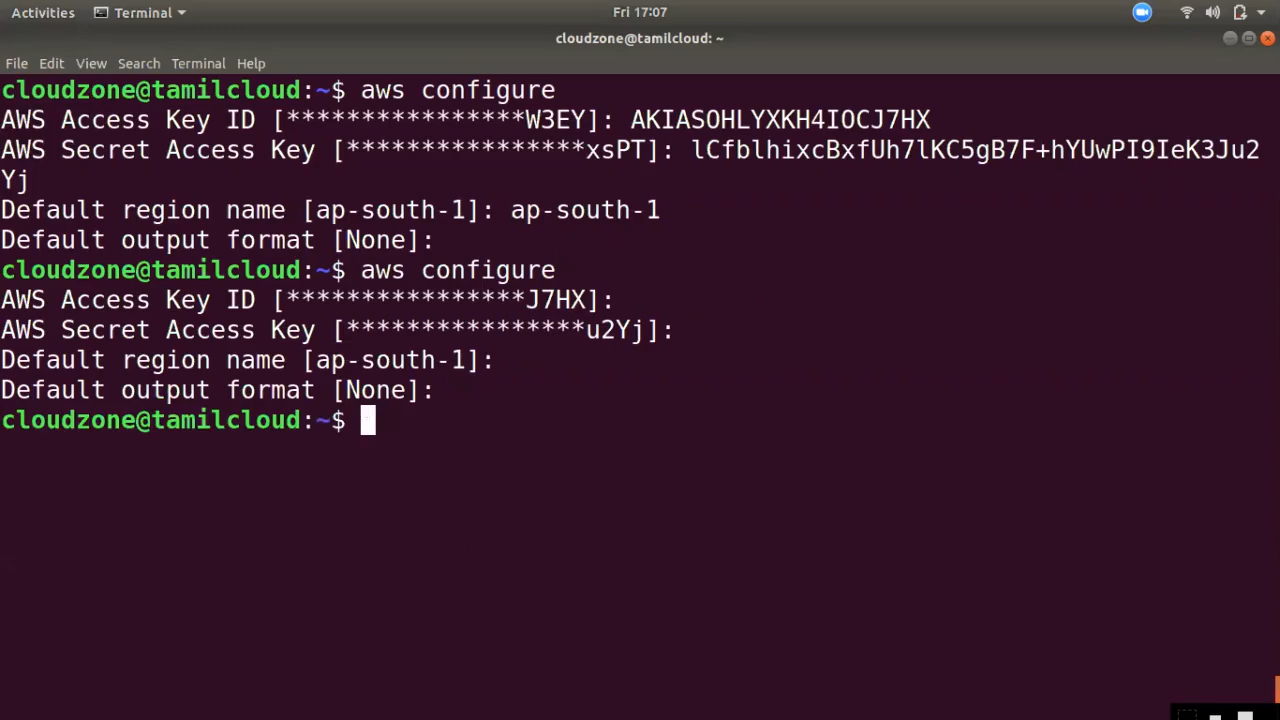 Activities Terminal Fri 17:07
cloudzone@tamilcloud: ~
File Edit View Search Terminal Help
cloudzone@tamilcloud:~$ aws configure
AWS Access Key ID [****************W3EY]: AKIASOHLYXKH4IOCJ7HX
AWS Secret Access Key [****************xsPT]: lCfblhixcBxfUh7lKC5gB7F+hYUwPI9IeK3Ju2
Yj
Default region name [ap-south-1]: ap-south-1
Default output format [None]:
cloudzone@tamilcloud:~$ aws configure
AWS Access Key ID [****************J7HX]:
AWS Secret Access Key [****************u2Yj]:
Default region name [ap-south-1]:
Default output format [None]:
cloudzone@tamilcloud:~$